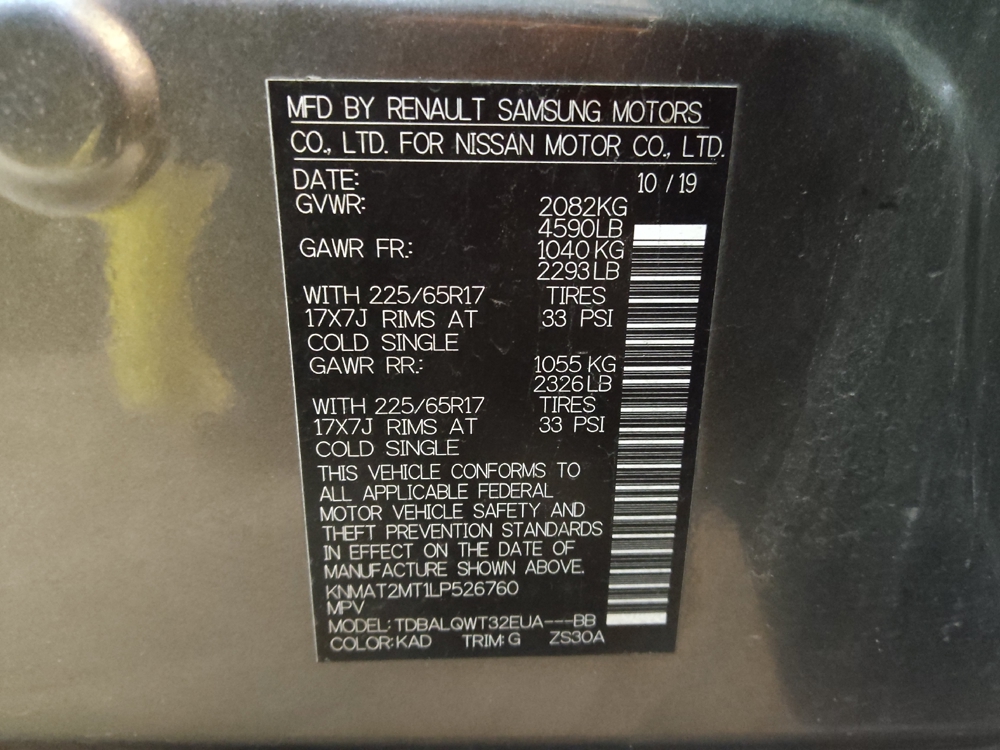 MFD BY RENAULT SAMSUNG MOTORS
CO., LTD. FOR NISSAN MOTOR CO., LTD.
DATE: 10 / 19
GVWR: 2082KG
4590LB
GAWR FR.: 1040 KG
2293 LB
WITH 225/65R17 TIRES
17X7J RIMS AT 33 PSI
COLD SINGLE
GAWR RR.: 1055 KG
2326 LB
WITH 225/65R17 TIRES
17X7J RIMS AT 33 PSI
COLD SINGLE
THIS VEHICLE CONFORMS TO
ALL APPLICABLE FEDERAL
MOTOR VEHICLE SAFETY AND
THEFT PREVENTION STANDARDS
IN EFFECT ON THE DATE OF
MANUFACTURE SHOWN ABOVE.
KNMAT2MT1LP526760
MPV
MODEL: TDBALQWT32EUA---BB
COLOR: KAD TRIM: G ZS30A